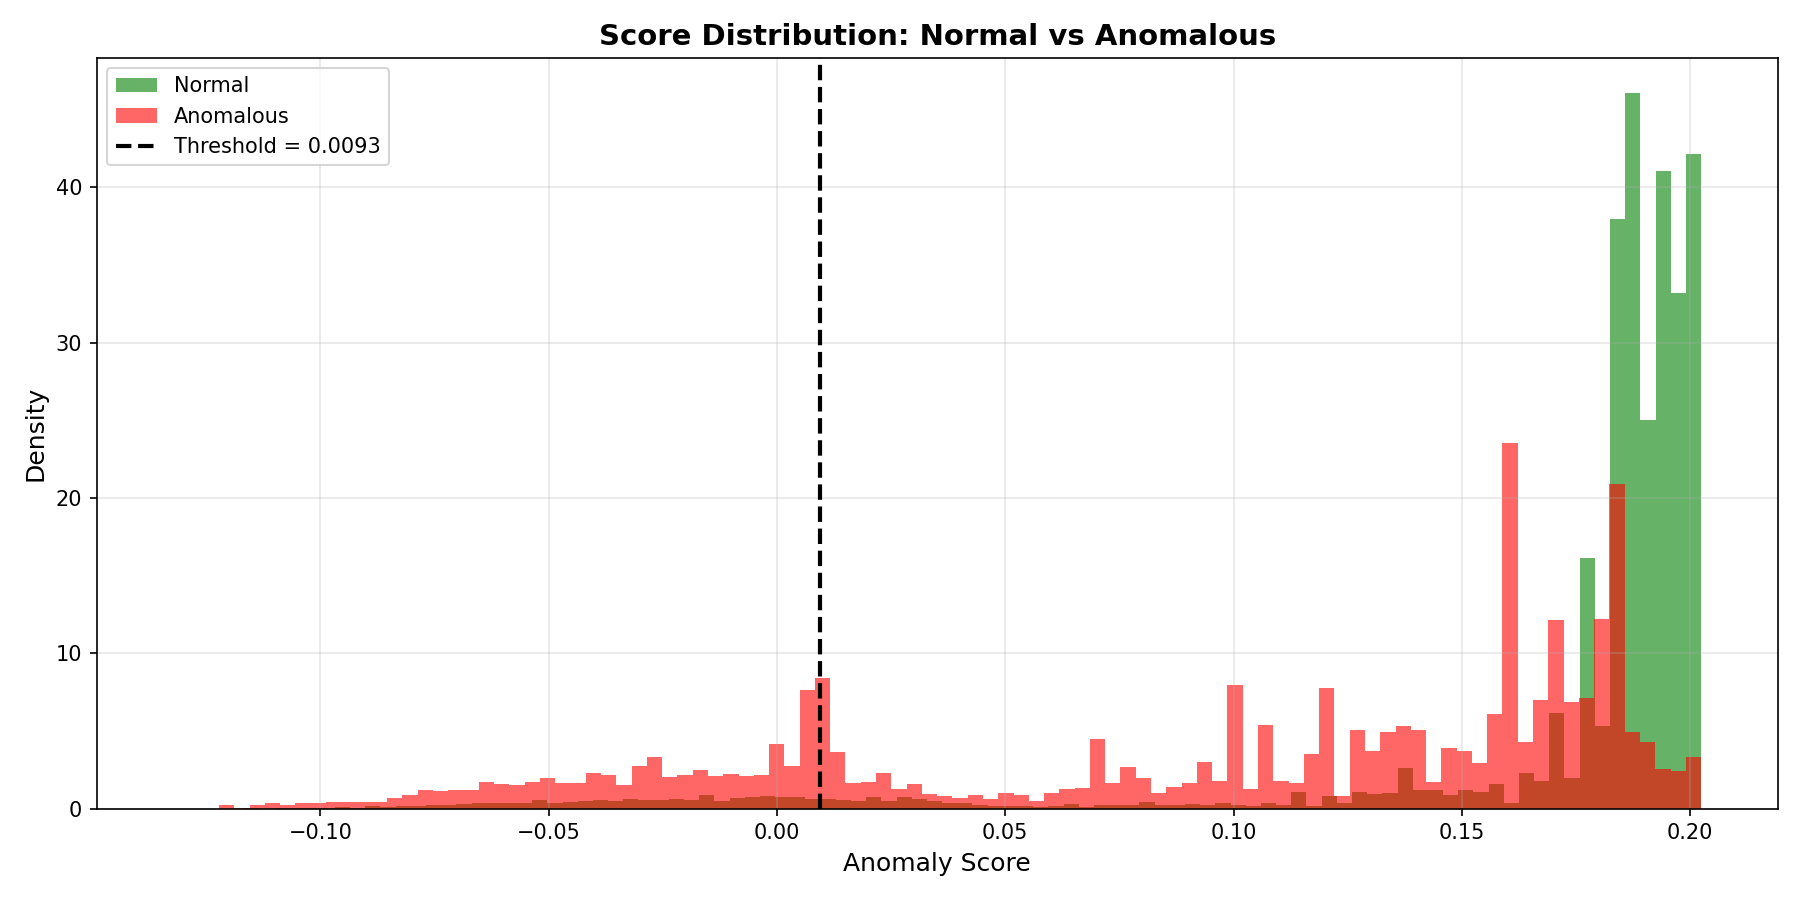 Score Distribution: Normal vs Anomalous
Normal
Anomalous
Threshold = 0.0093
40
30
20
10
0
−0.10
−0.05
0.00
0.05
0.10
0.15
0.20
Density
Anomaly Score